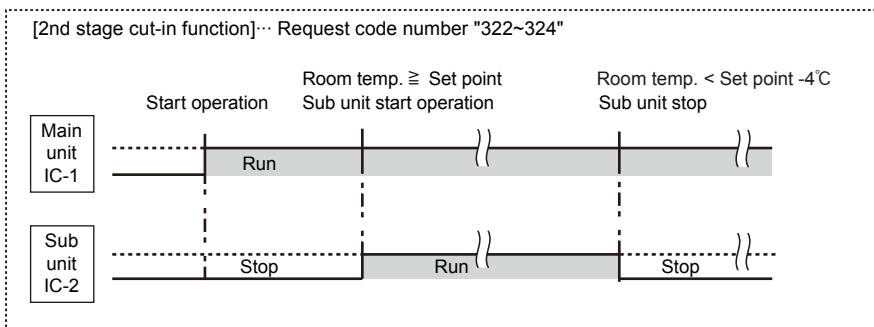 [2nd stage cut-in function]··· Request code number "322~324"
Room temp. ≧ Set point
Room temp. < Set point -4℃
Start operation
Sub unit start operation
Sub unit stop
Main
unit
IC-1
Run
Sub
unit
IC-2
Stop
Run
Stop